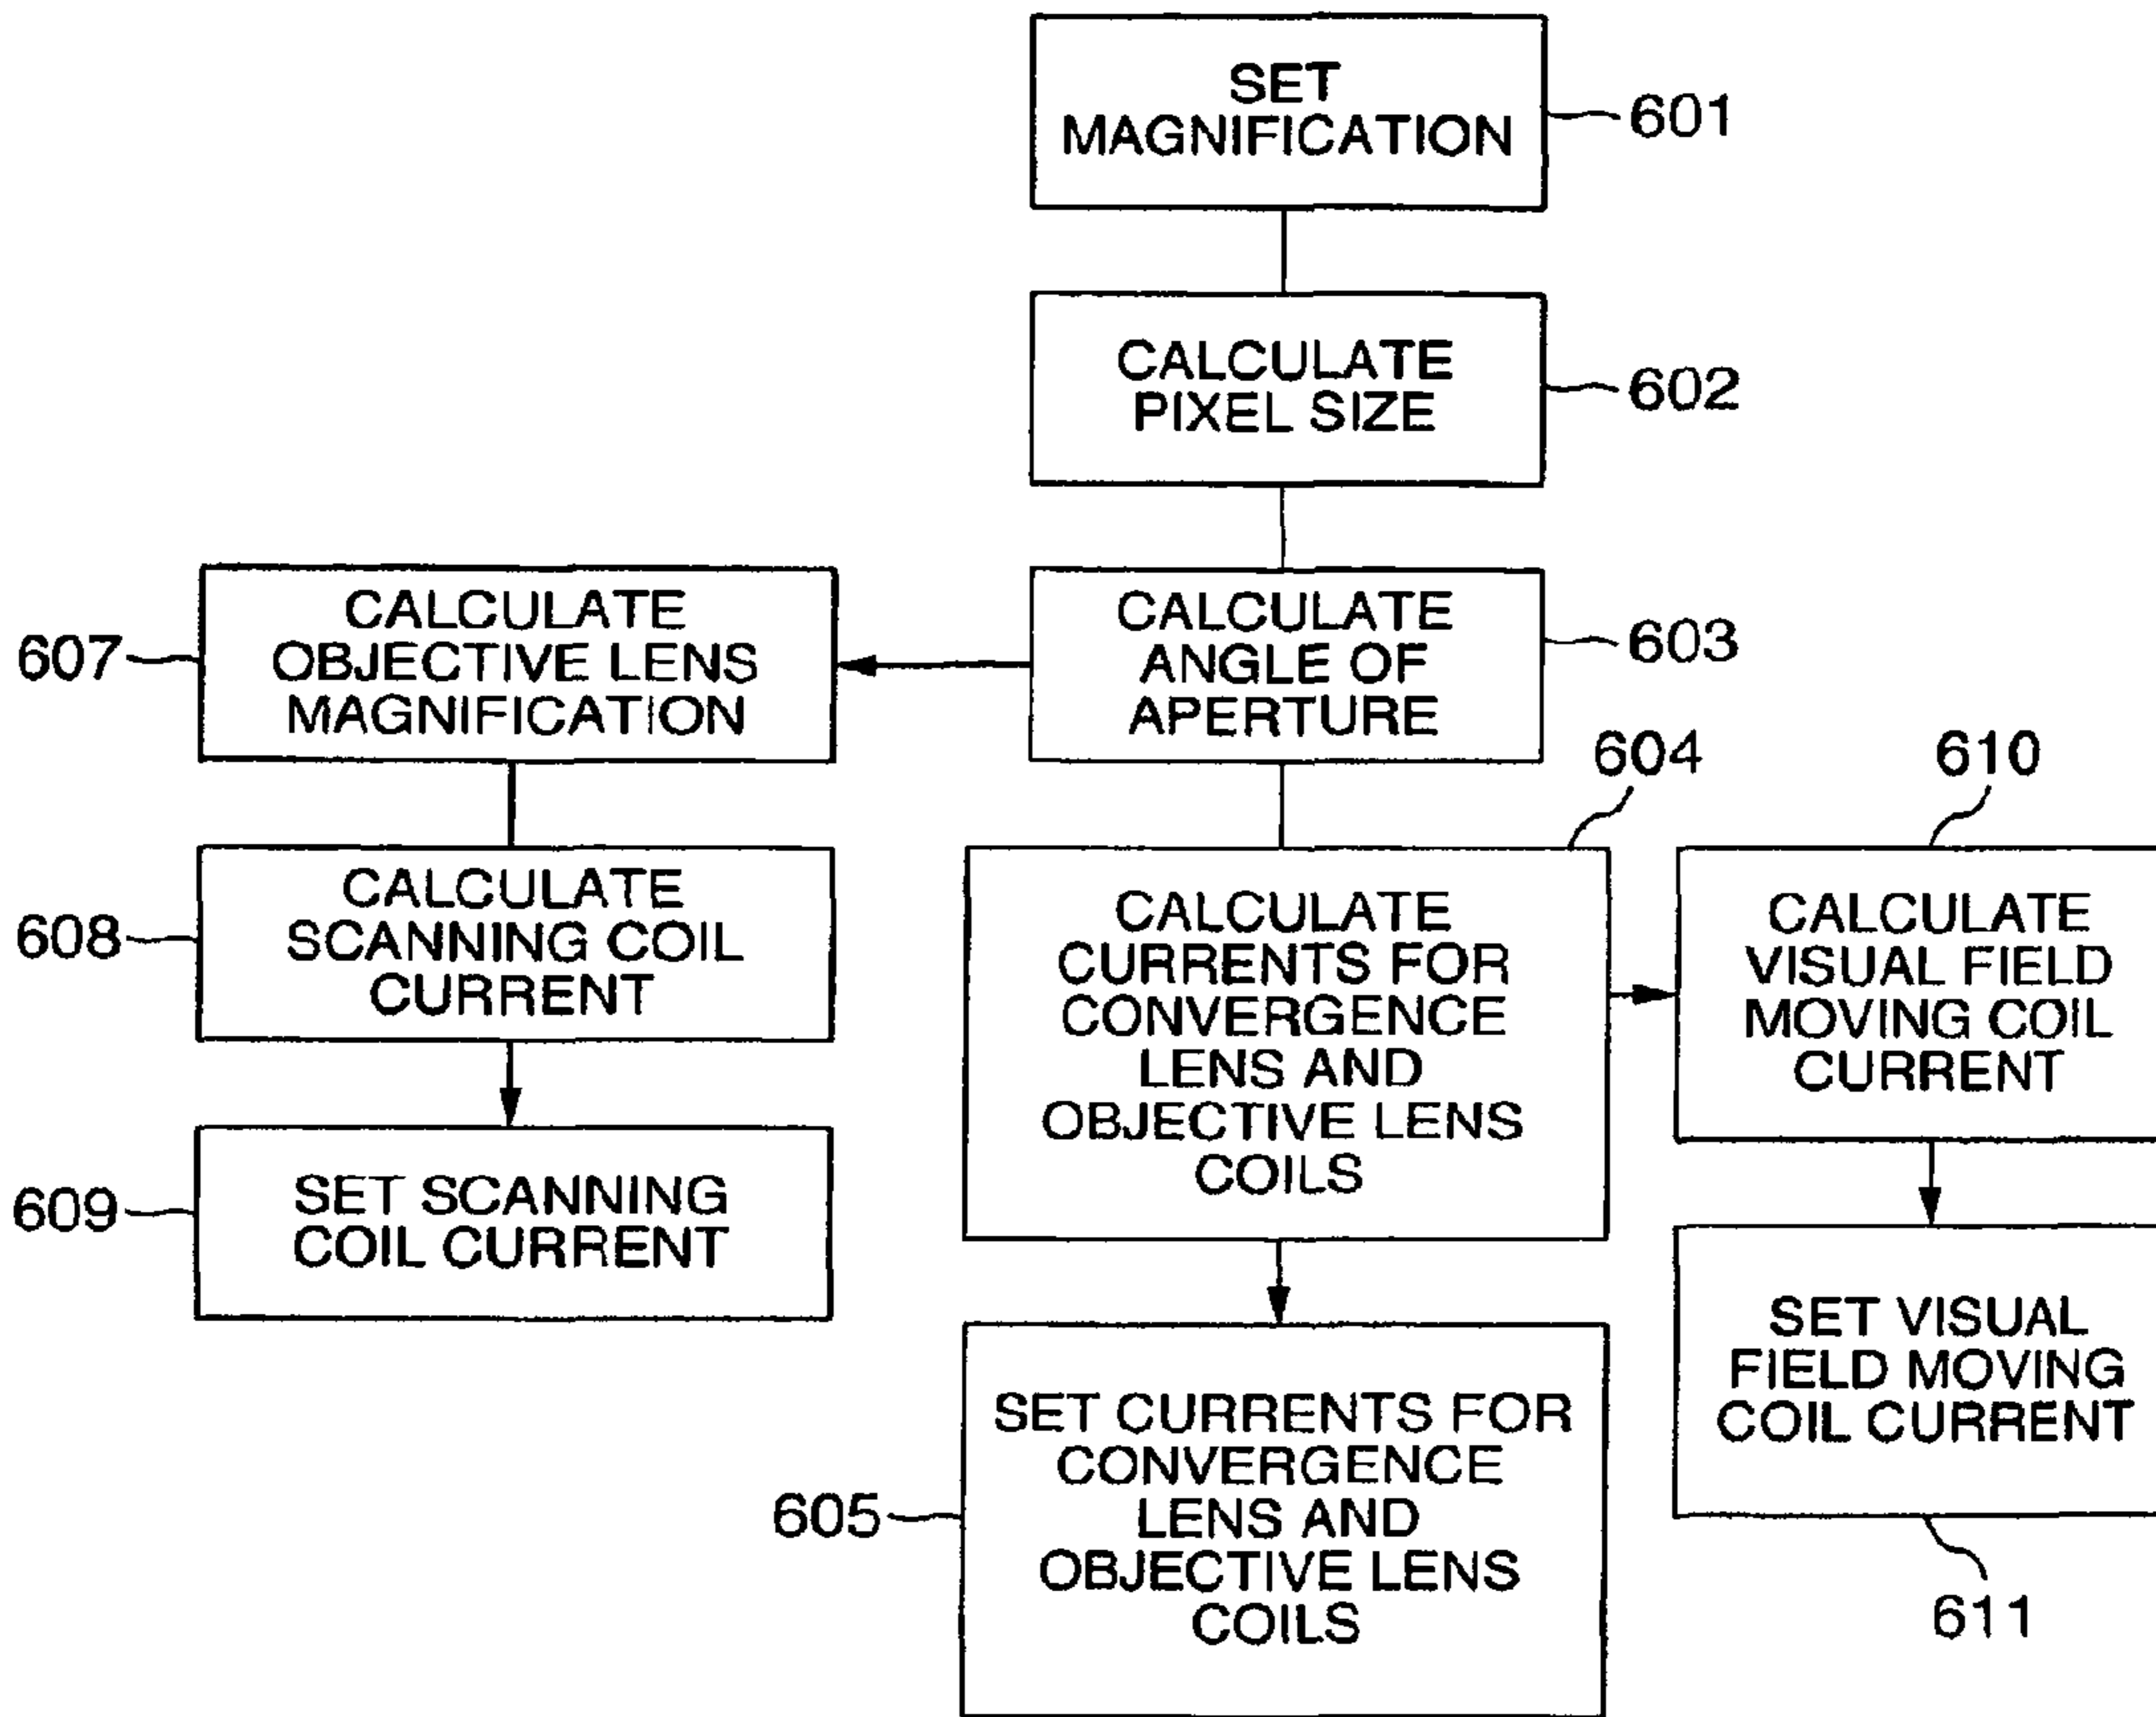 SET
MAGNIFICATION
601
CALCULATE
PIXEL SIZE
602
CALCULATE
ANGLE OF
APERTURE
603
607
CALCULATE
OBJECTIVE LENS
MAGNIFICATION
608
CALCULATE
SCANNING COIL
CURRENT
609
SET SCANNING
COIL CURRENT
604
CALCULATE
CURRENTS FOR
CONVERGENCE
LENS AND
OBJECTIVE LENS
COILS
605
SET CURRENTS FOR
CONVERGENCE
LENS AND
OBJECTIVE LENS
COILS
610
CALCULATE
VISUAL FIELD
MOVING COIL
CURRENT
SET VISUAL
FIELD MOVING
COIL CURRENT
611